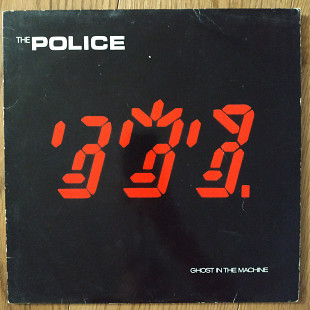 THE POLICE
GHOST IN THE MACHINE